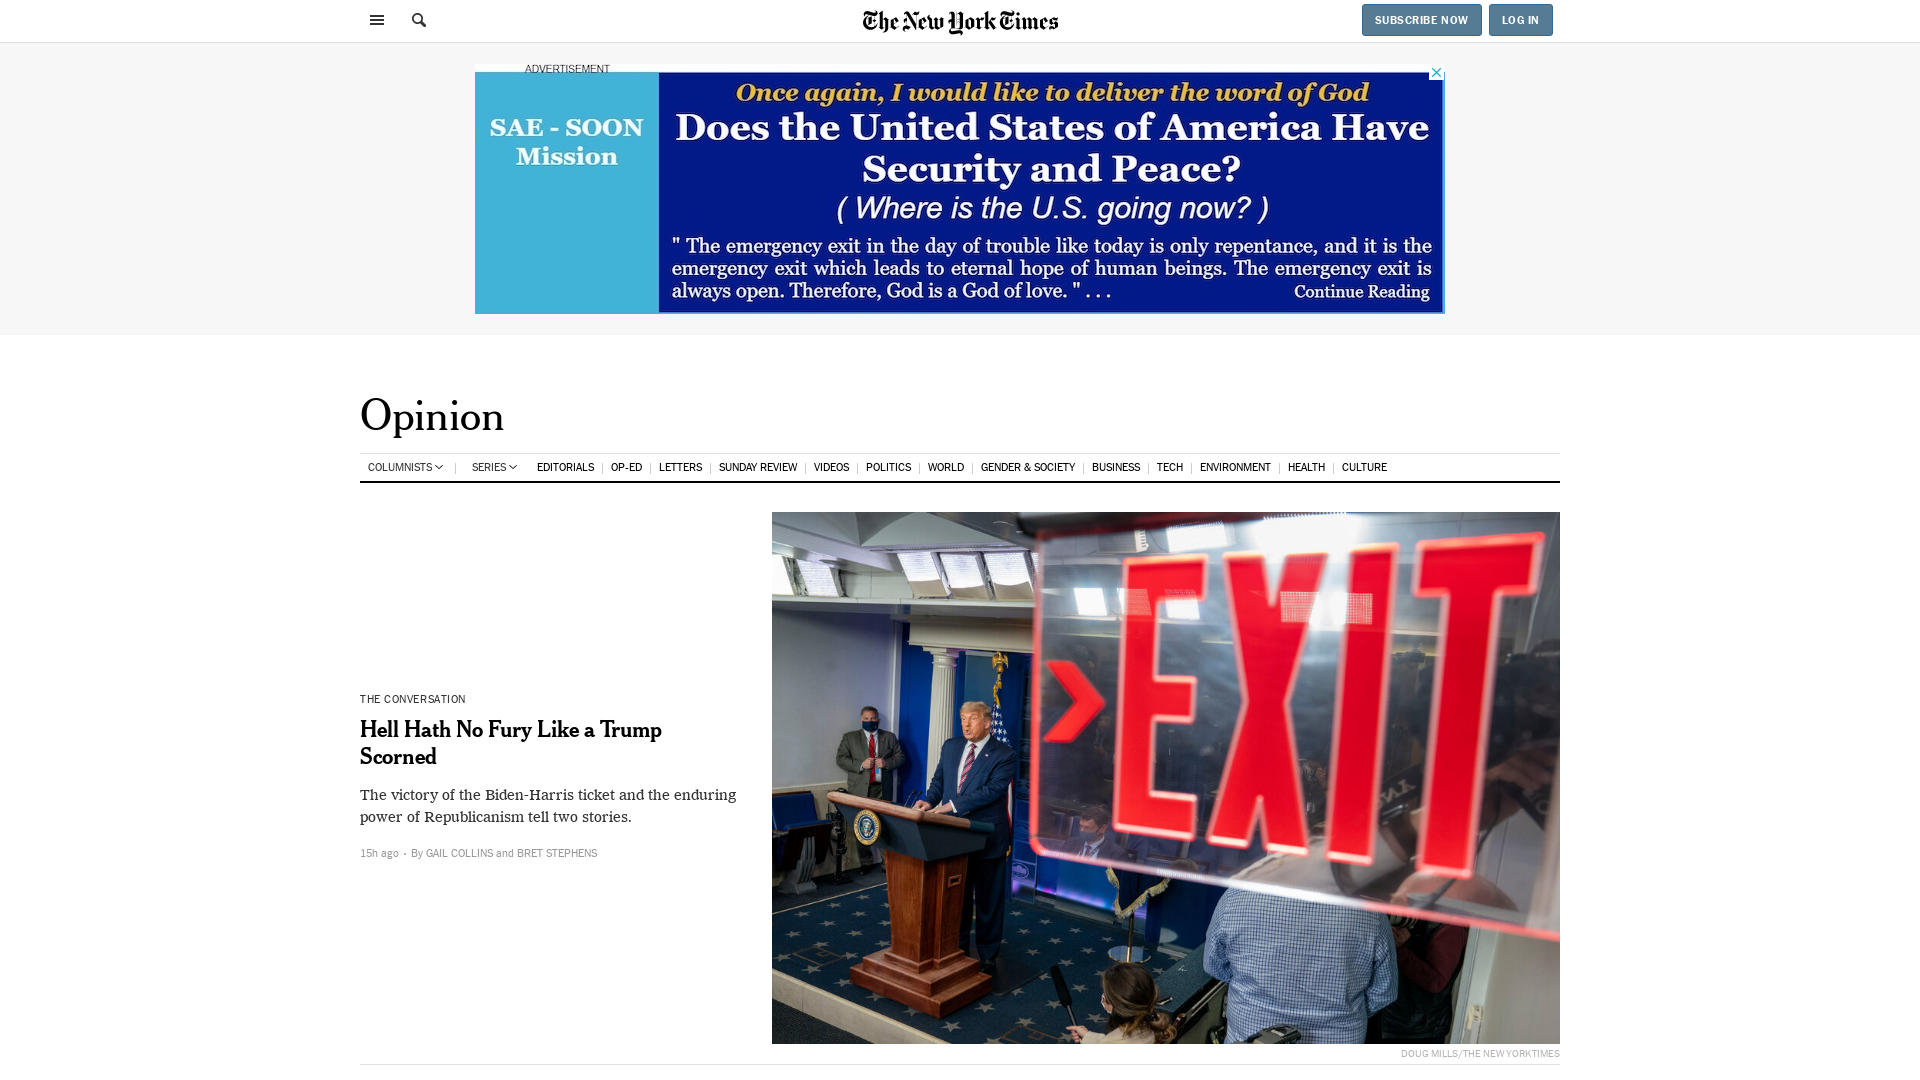 The New York Times
SUBSCRIBE NOW
LOG IN
ADVERTISEMENT
SAE - SOON
Mission
Once again, I would like to deliver the word of God
Does the United States of America Have
Security and Peace?
( Where is the U.S. going now? )
" The emergency exit in the day of trouble like today is only repentance, and it is the
emergency exit which leads to eternal hope of human beings. The emergency exit is
always open. Therefore, God is a God of love. " . . .
Continue Reading
Opinion
COLUMNISTS
SERIES
EDITORIALS
OP-ED
LETTERS
SUNDAY REVIEW
VIDEOS
POLITICS
WORLD
GENDER & SOCIETY
BUSINESS
TECH
ENVIRONMENT
HEALTH
CULTURE
EXIT
THE CONVERSATION
Hell Hath No Fury Like a Trump
Scorned
The victory of the Biden-Harris ticket and the enduring
power of Republicanism tell two stories.
15h ago · By GAIL COLLINS and BRET STEPHENS
DOUG MILLS/THE NEW YORK TIMES